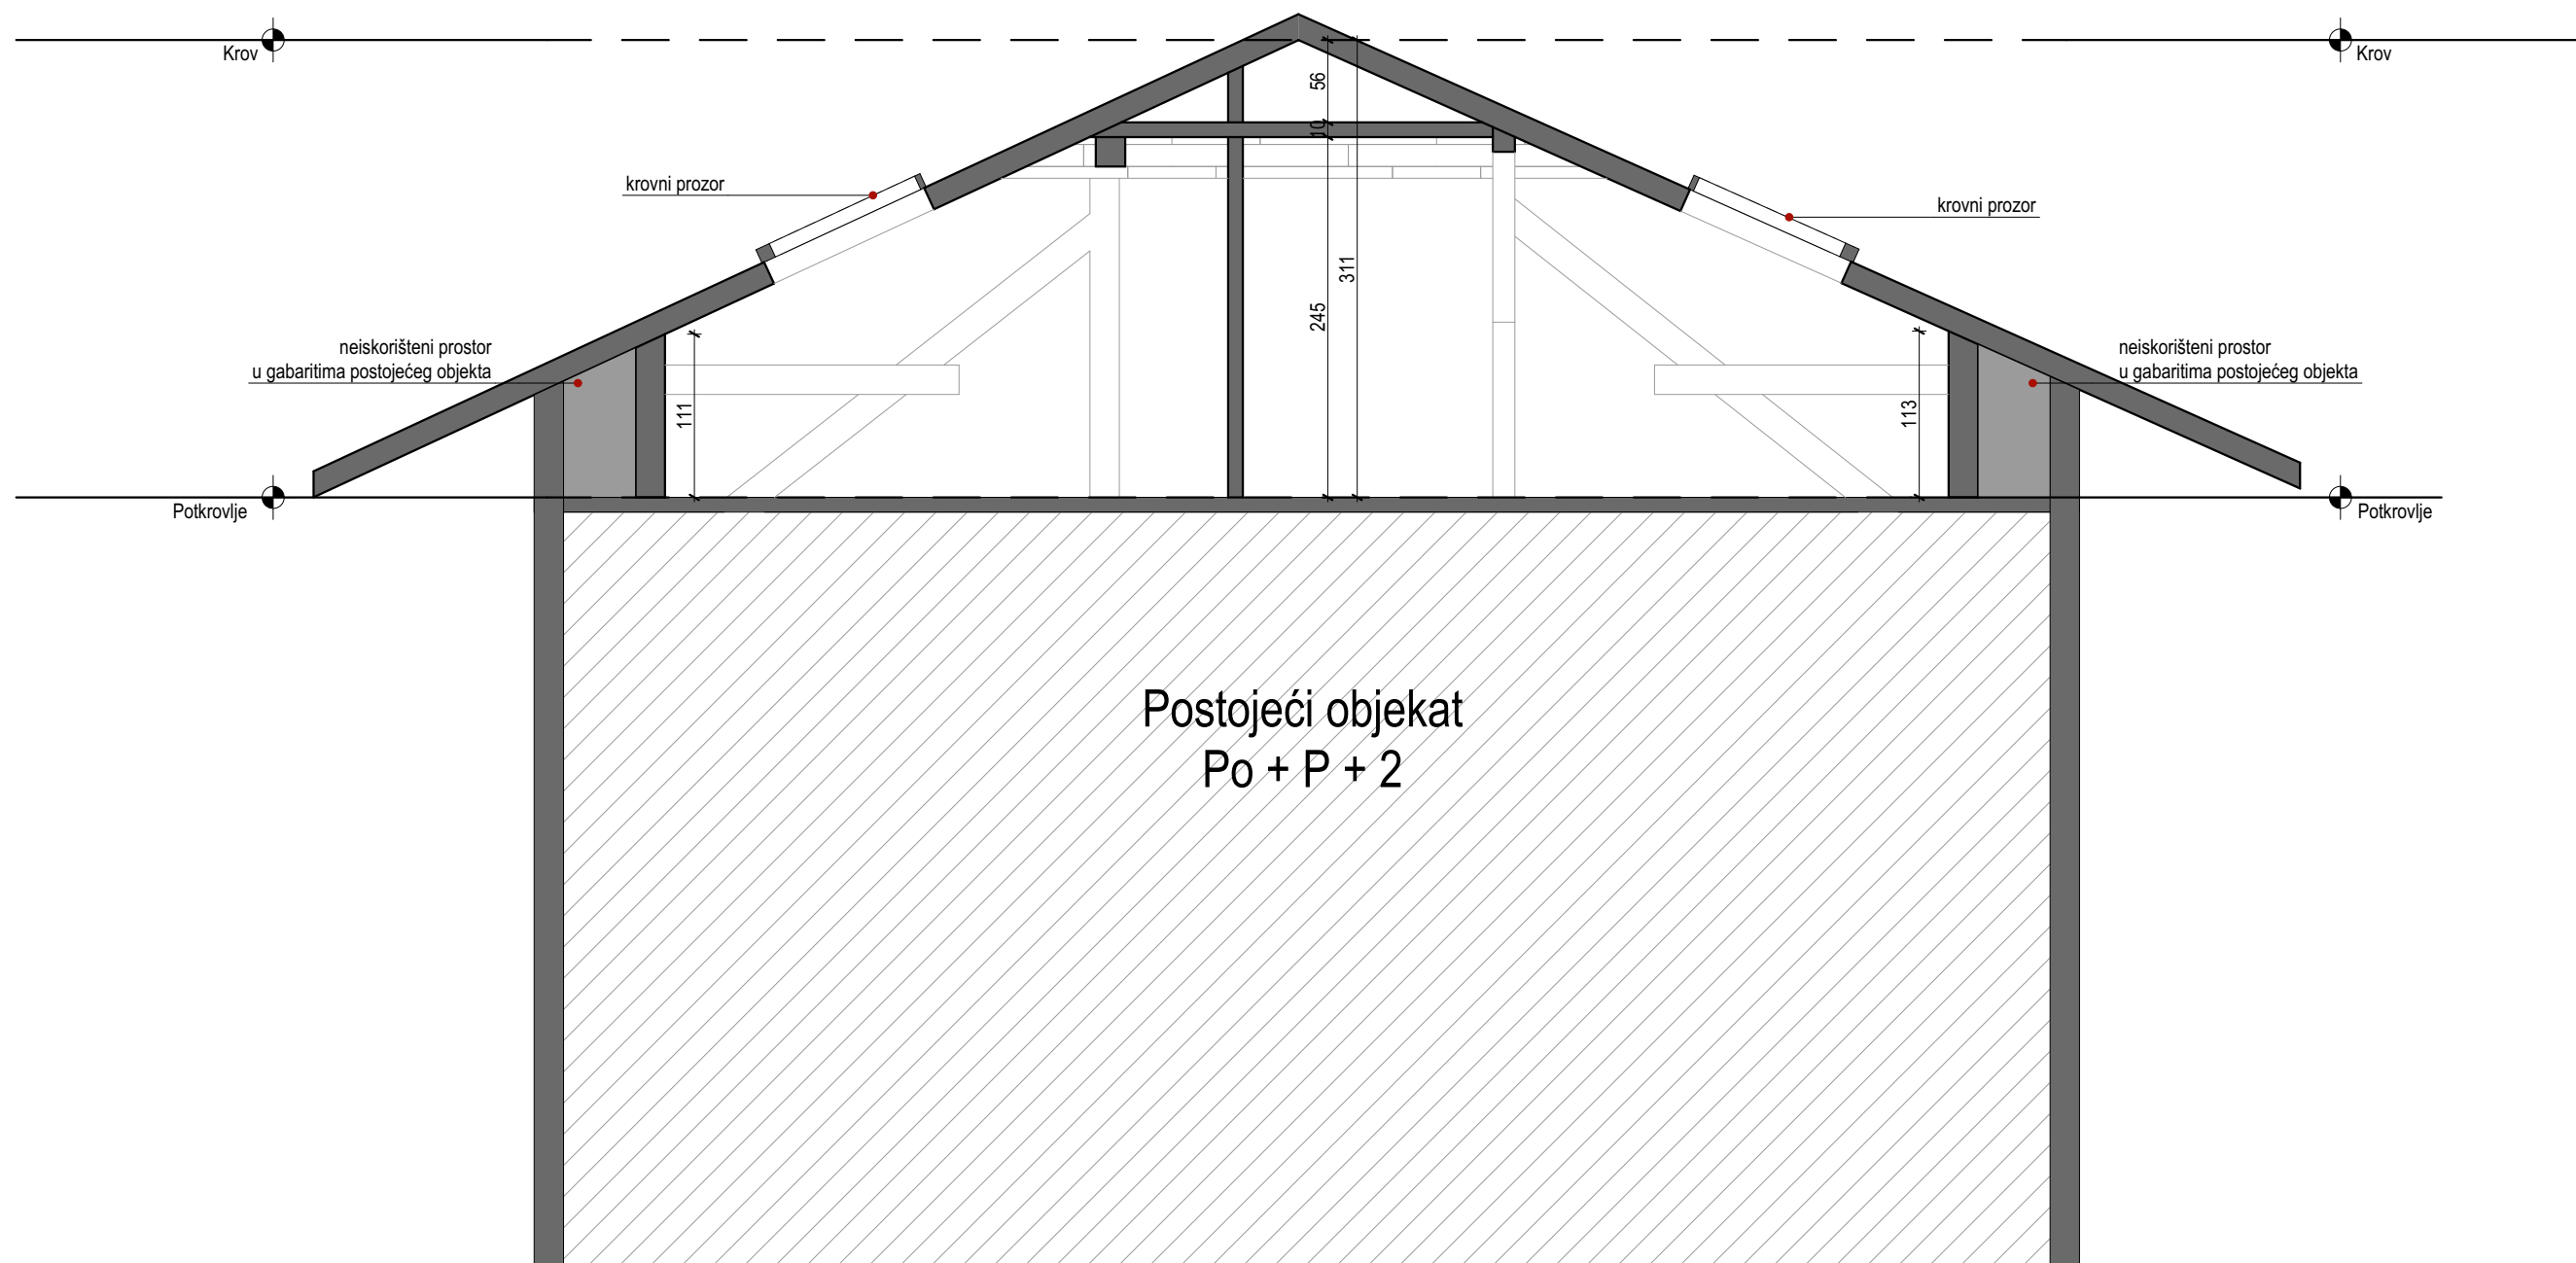 Krov
Krov
56
10
krovni prozor
krovni prozor
311
245
neiskorišteni prostor
u gabaritima postojećeg objekta
neiskorišteni prostor
u gabaritima postojećeg objekta
111
113
Potkrovlje
Potkrovlje
Postojeći objekat
Po + P + 2